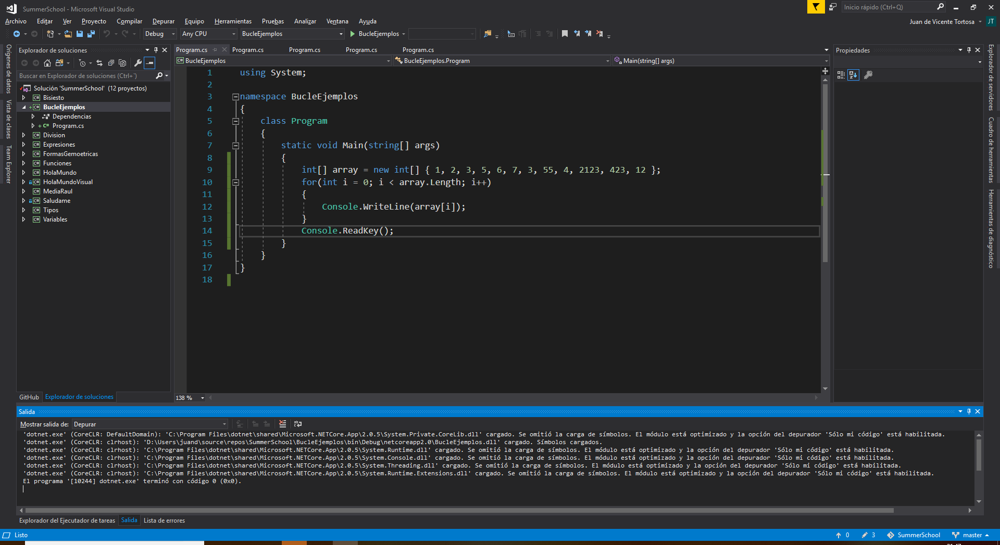 SummerSchool - Microsoft Visual Studio
Inicio rápido (Ctrl+Q)
Archivo Editar Ver Proyecto Compilar Depurar Equipo Herramientas Pruebas Analizar Ventana Ayuda
Juan de Vicente Tortosa JT
Debug Any CPU BucleEjemplos BucleEjemplos
Orígenes de datos
Vista de clases
Team Explorer
Explorador de soluciones
Buscar en Explorador de soluciones (Ctrl+`)
Solución 'SummerSchool' (12 proyectos)
C# Bisiesto
+ C# BucleEjemplos
Dependencias
+ C# Program.cs
C# Division
C# Expresiones
C# FormasGemoetricas
C# Funciones
C# HolaMundo
C# HolaMundoVisual
C# MediaRaul
C# Saludame
C# Tipos
C# Variables
GitHub Explorador de soluciones
Program.cs Program.cs Program.cs Program.cs Program.cs
C# BucleEjemplos BucleEjemplos.Program Main(string[] args)
1 using System;
2
3 namespace BucleEjemplos
4 {
5 class Program
6 {
7 static void Main(string[] args)
8 {
9 int[] array = new int[] { 1, 2, 3, 5, 6, 7, 3, 55, 4, 2123, 423, 12 };
10 for(int i = 0; i < array.Length; i++)
11 {
12 Console.WriteLine(array[i]);
13 }
14 Console.ReadKey();
15 }
16 }
17 }
18
138 %
Propiedades
Explorador de servidores
Cuadro de herramientas
Herramientas de diagnóstico
Salida
Mostrar salida de: Depurar
'dotnet.exe' (CoreCLR: DefaultDomain): 'C:\Program Files\dotnet\shared\Microsoft.NETCore.App\2.0.5\System.Private.CoreLib.dll' cargado. Se omitió la carga de símbolos. El módulo está optimizado y la opción del depurador 'Sólo mi código' está habilitada.
'dotnet.exe' (CoreCLR: clrhost): 'D:\Users\juand\source\repos\SummerSchool\BucleEjemplos\bin\Debug\netcoreapp2.0\BucleEjemplos.dll' cargado. Símbolos cargados.
'dotnet.exe' (CoreCLR: clrhost): 'C:\Program Files\dotnet\shared\Microsoft.NETCore.App\2.0.5\System.Runtime.dll' cargado. Se omitió la carga de símbolos. El módulo está optimizado y la opción del depurador 'Sólo mi código' está habilitada.
'dotnet.exe' (CoreCLR: clrhost): 'C:\Program Files\dotnet\shared\Microsoft.NETCore.App\2.0.5\System.Console.dll' cargado. Se omitió la carga de símbolos. El módulo está optimizado y la opción del depurador 'Sólo mi código' está habilitada.
'dotnet.exe' (CoreCLR: clrhost): 'C:\Program Files\dotnet\shared\Microsoft.NETCore.App\2.0.5\System.Threading.dll' cargado. Se omitió la carga de símbolos. El módulo está optimizado y la opción del depurador 'Sólo mi código' está habilitada.
'dotnet.exe' (CoreCLR: clrhost): 'C:\Program Files\dotnet\shared\Microsoft.NETCore.App\2.0.5\System.Runtime.Extensions.dll' cargado. Se omitió la carga de símbolos. El módulo está optimizado y la opción del depurador 'Sólo mi código' está habilitada.
El programa '[10244] dotnet.exe' terminó con código 0 (0x0).
Explorador del Ejecutador de tareas Salida Lista de errores
Listo
0 3 SummerSchool master